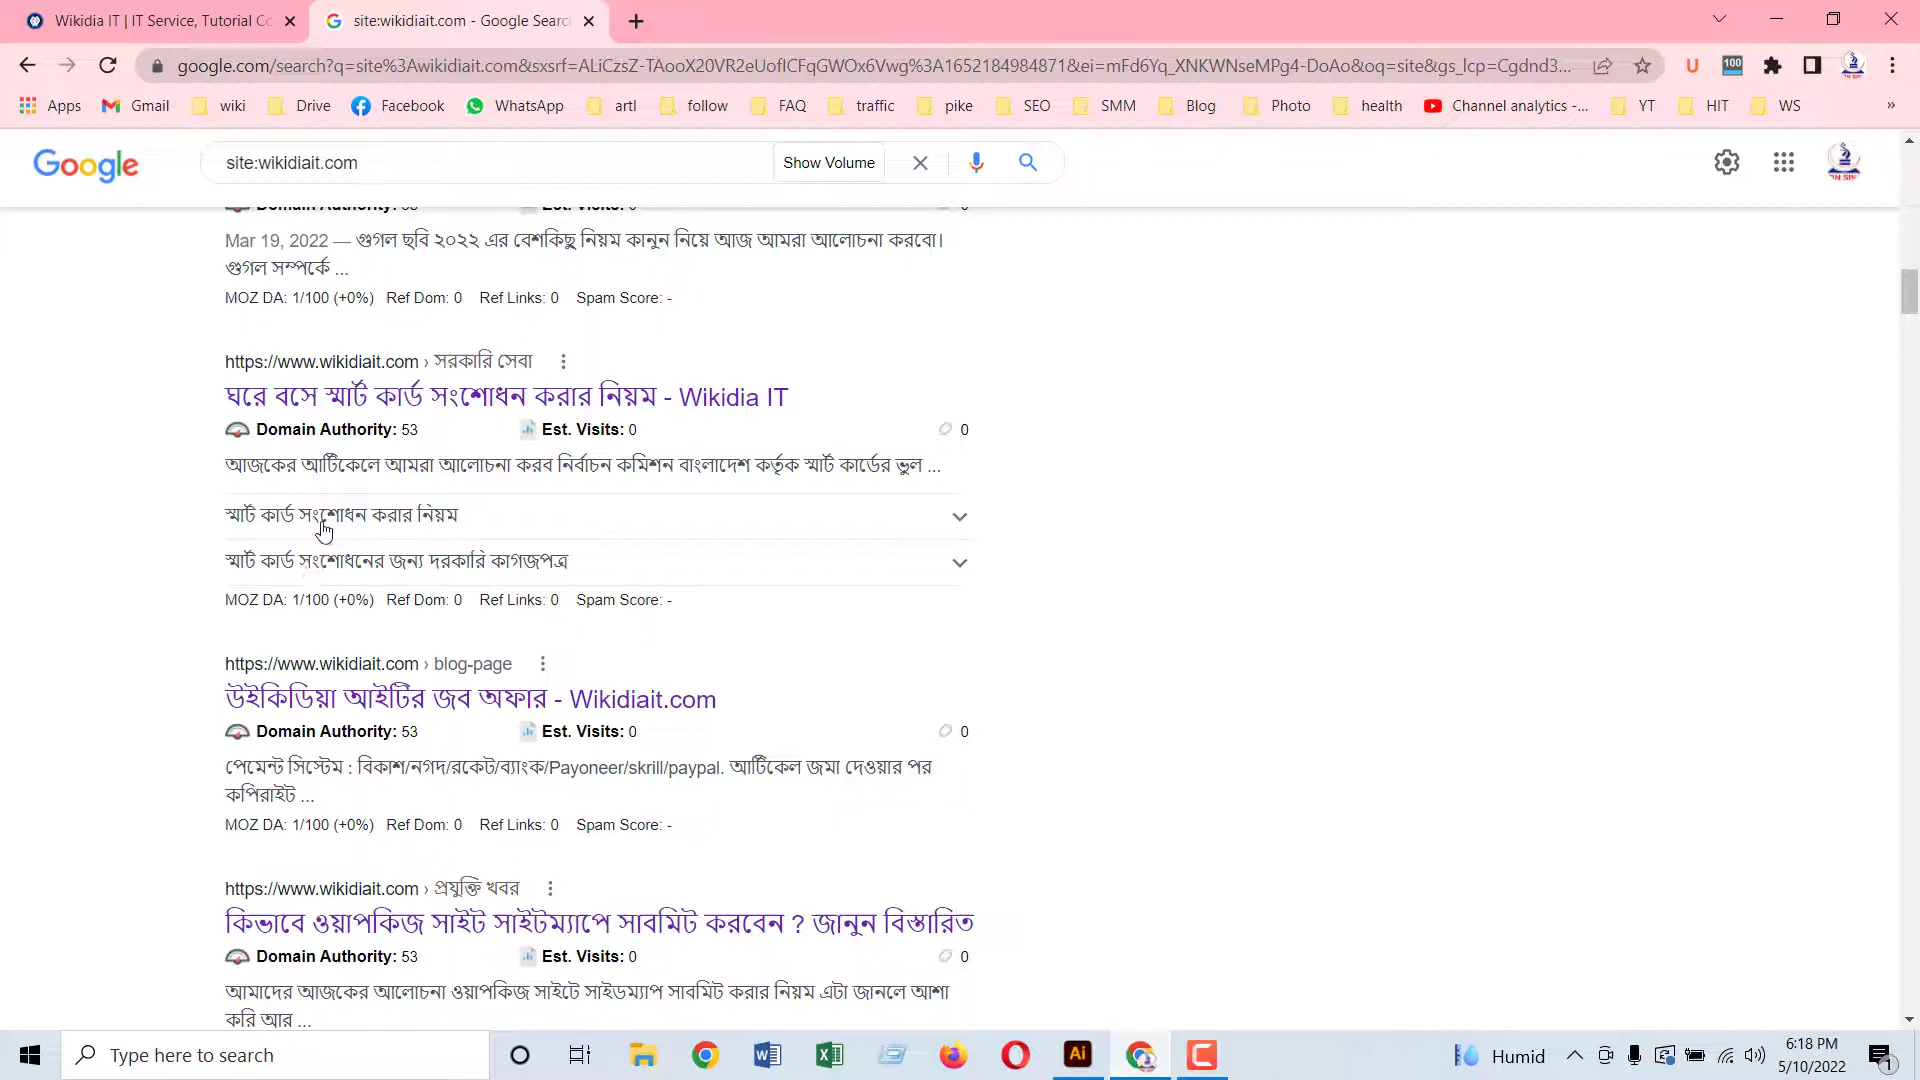 Wikidia IT | IT Service, Tutorial Co
site:wikidiait.com - Google Searc
google.com/search?q=site%3Awikidiait.com&sxsrf=ALiCzsZ-TAooX20VR2eUofICFqGWOx6Vwg%3A1652184984871&ei=mFd6Yq_XNKWNseMPg4-DoAo&oq=site&gs_lcp=Cgdnd3...
100
Apps Gmail wiki Drive Facebook WhatsApp artl follow FAQ traffic pike SEO SMM Blog Photo health Channel analytics -... YT HIT WS »
Google
site:wikidiait.com
Show Volume
Mar 19, 2022 — গুগল ছবি ২০২২ এর বেশকিছু নিয়ম কানুন নিয়ে আজ আমরা আলোচনা করবো।
গুগল সম্পর্কে ...
MOZ DA: 1/100 (+0%) Ref Dom: 0 Ref Links: 0 Spam Score: -
https://www.wikidiait.com › সরকারি সেবা
ঘরে বসে স্মার্ট কার্ড সংশোধন করার নিয়ম - Wikidia IT
Domain Authority: 53 Est. Visits: 0 0
আজকের আর্টিকেলে আমরা আলোচনা করব নির্বাচন কমিশন বাংলাদেশ কর্তৃক স্মার্ট কার্ডের ভুল ...
স্মার্ট কার্ড সংশোধন করার নিয়ম
স্মার্ট কার্ড সংশোধনের জন্য দরকারি কাগজপত্র
MOZ DA: 1/100 (+0%) Ref Dom: 0 Ref Links: 0 Spam Score: -
https://www.wikidiait.com › blog-page
উইকিডিয়া আইটির জব অফার - Wikidiait.com
Domain Authority: 53 Est. Visits: 0 0
পেমেন্ট সিস্টেম : বিকাশ/নগদ/রকেট/ব্যাংক/Payoneer/skrill/paypal. আর্টিকেল জমা দেওয়ার পর
কপিরাইট ...
MOZ DA: 1/100 (+0%) Ref Dom: 0 Ref Links: 0 Spam Score: -
https://www.wikidiait.com › প্রযুক্তি খবর
কিভাবে ওয়াপকিজ সাইট সাইটম্যাপে সাবমিট করবেন ? জানুন বিস্তারিত
Domain Authority: 53 Est. Visits: 0 0
আমাদের আজকের আলোচনা ওয়াপকিজ সাইটে সাইডম্যাপ সাবমিট করার নিয়ম এটা জানলে আশা
করি আর ...
Type here to search
Ai
Humid
6:18 PM
5/10/2022
1